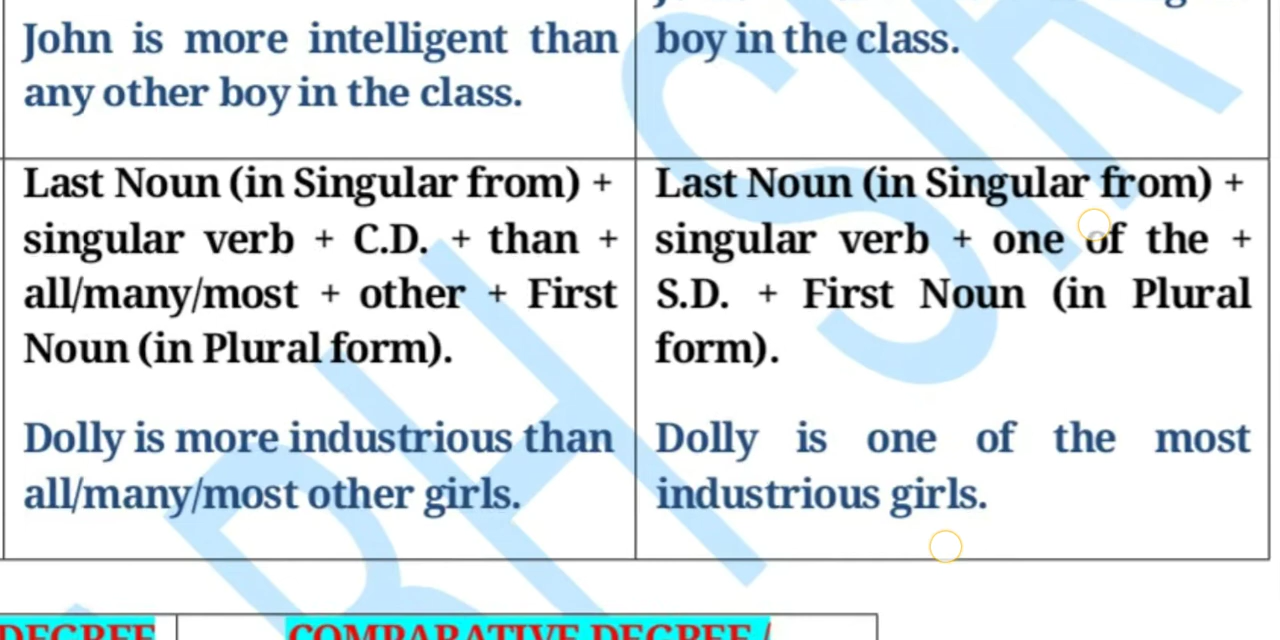 John is more intelligent than
any other boy in the class.
boy in the class.
Last Noun (in Singular from) +
singular verb + C.D. + than +
all/many/most + other + First
Noun (in Plural form).
Dolly is more industrious than
all/many/most other girls.
Last Noun (in Singular from) +
singular verb + one of the +
S.D. + First Noun (in Plural
form).
Dolly is one of the most
industrious girls.
DEGREE
COMPARATIVE DEGREE /